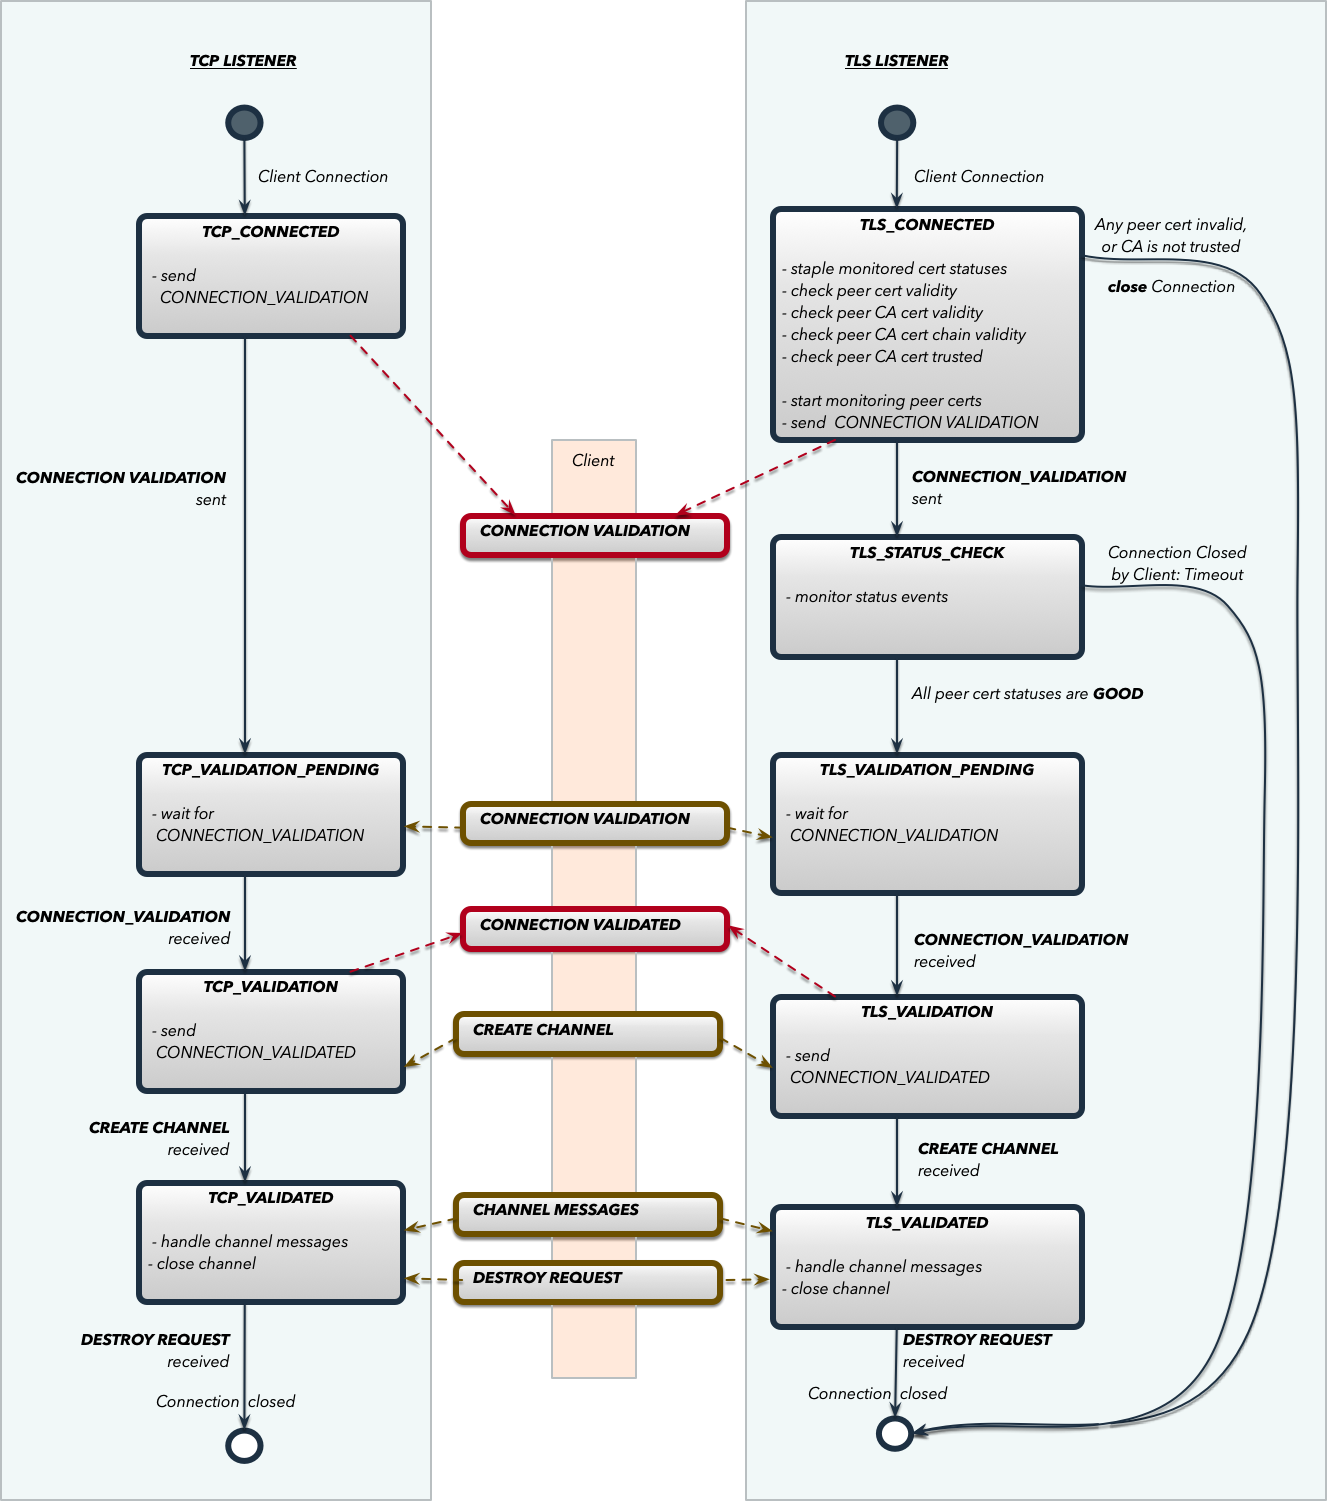 TCP LISTENER
Client Connection
TCP_CONNECTED
- send
CONNECTION_VALIDATION
CONNECTION VALIDATION
sent
TCP_VALIDATION_PENDING
- wait for
CONNECTION_VALIDATION
CONNECTION_VALIDATION
received
TCP_VALIDATION
- send
CONNECTION_VALIDATED
CREATE CHANNEL
received
TCP_VALIDATED
- handle channel messages
- close channel
DESTROY REQUEST
received
Connection closed
Client
CONNECTION VALIDATION
CONNECTION VALIDATION
CONNECTION VALIDATED
CREATE CHANNEL
CHANNEL MESSAGES
DESTROY REQUEST
TLS LISTENER
Client Connection
TLS_CONNECTED
- staple monitored cert statuses
- check peer cert validity
- check peer CA cert validity
- check peer CA cert chain validity
- check peer CA cert trusted
- start monitoring peer certs
- send CONNECTION VALIDATION
Any peer cert invalid,
or CA is not trusted
close Connection
CONNECTION_VALIDATION
sent
TLS_STATUS_CHECK
- monitor status events
Connection Closed
by Client: Timeout
All peer cert statuses are GOOD
TLS_VALIDATION_PENDING
- wait for
CONNECTION_VALIDATION
CONNECTION_VALIDATION
received
TLS_VALIDATION
- send
CONNECTION_VALIDATED
CREATE CHANNEL
received
TLS_VALIDATED
- handle channel messages
- close channel
DESTROY REQUEST
received
Connection closed